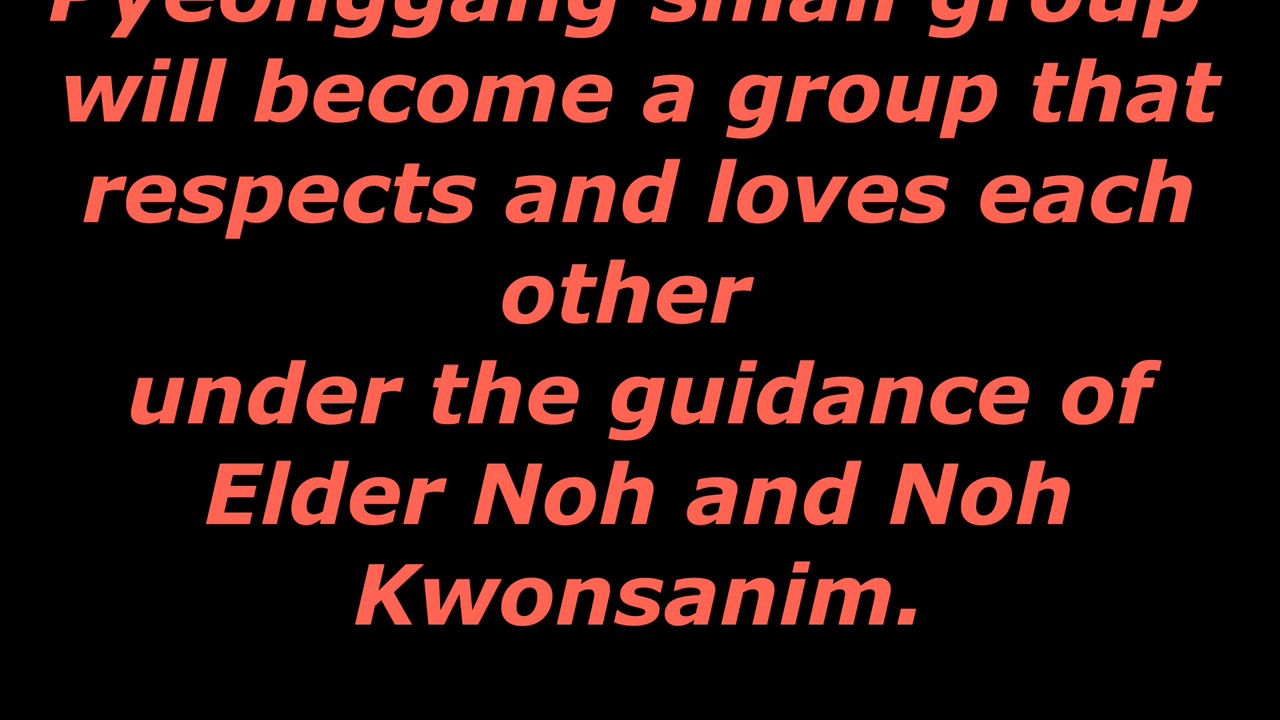 Pyeonggang small group
will become a group that
respects and loves each
other
under the guidance of
Elder Noh and Noh
Kwonsanim.